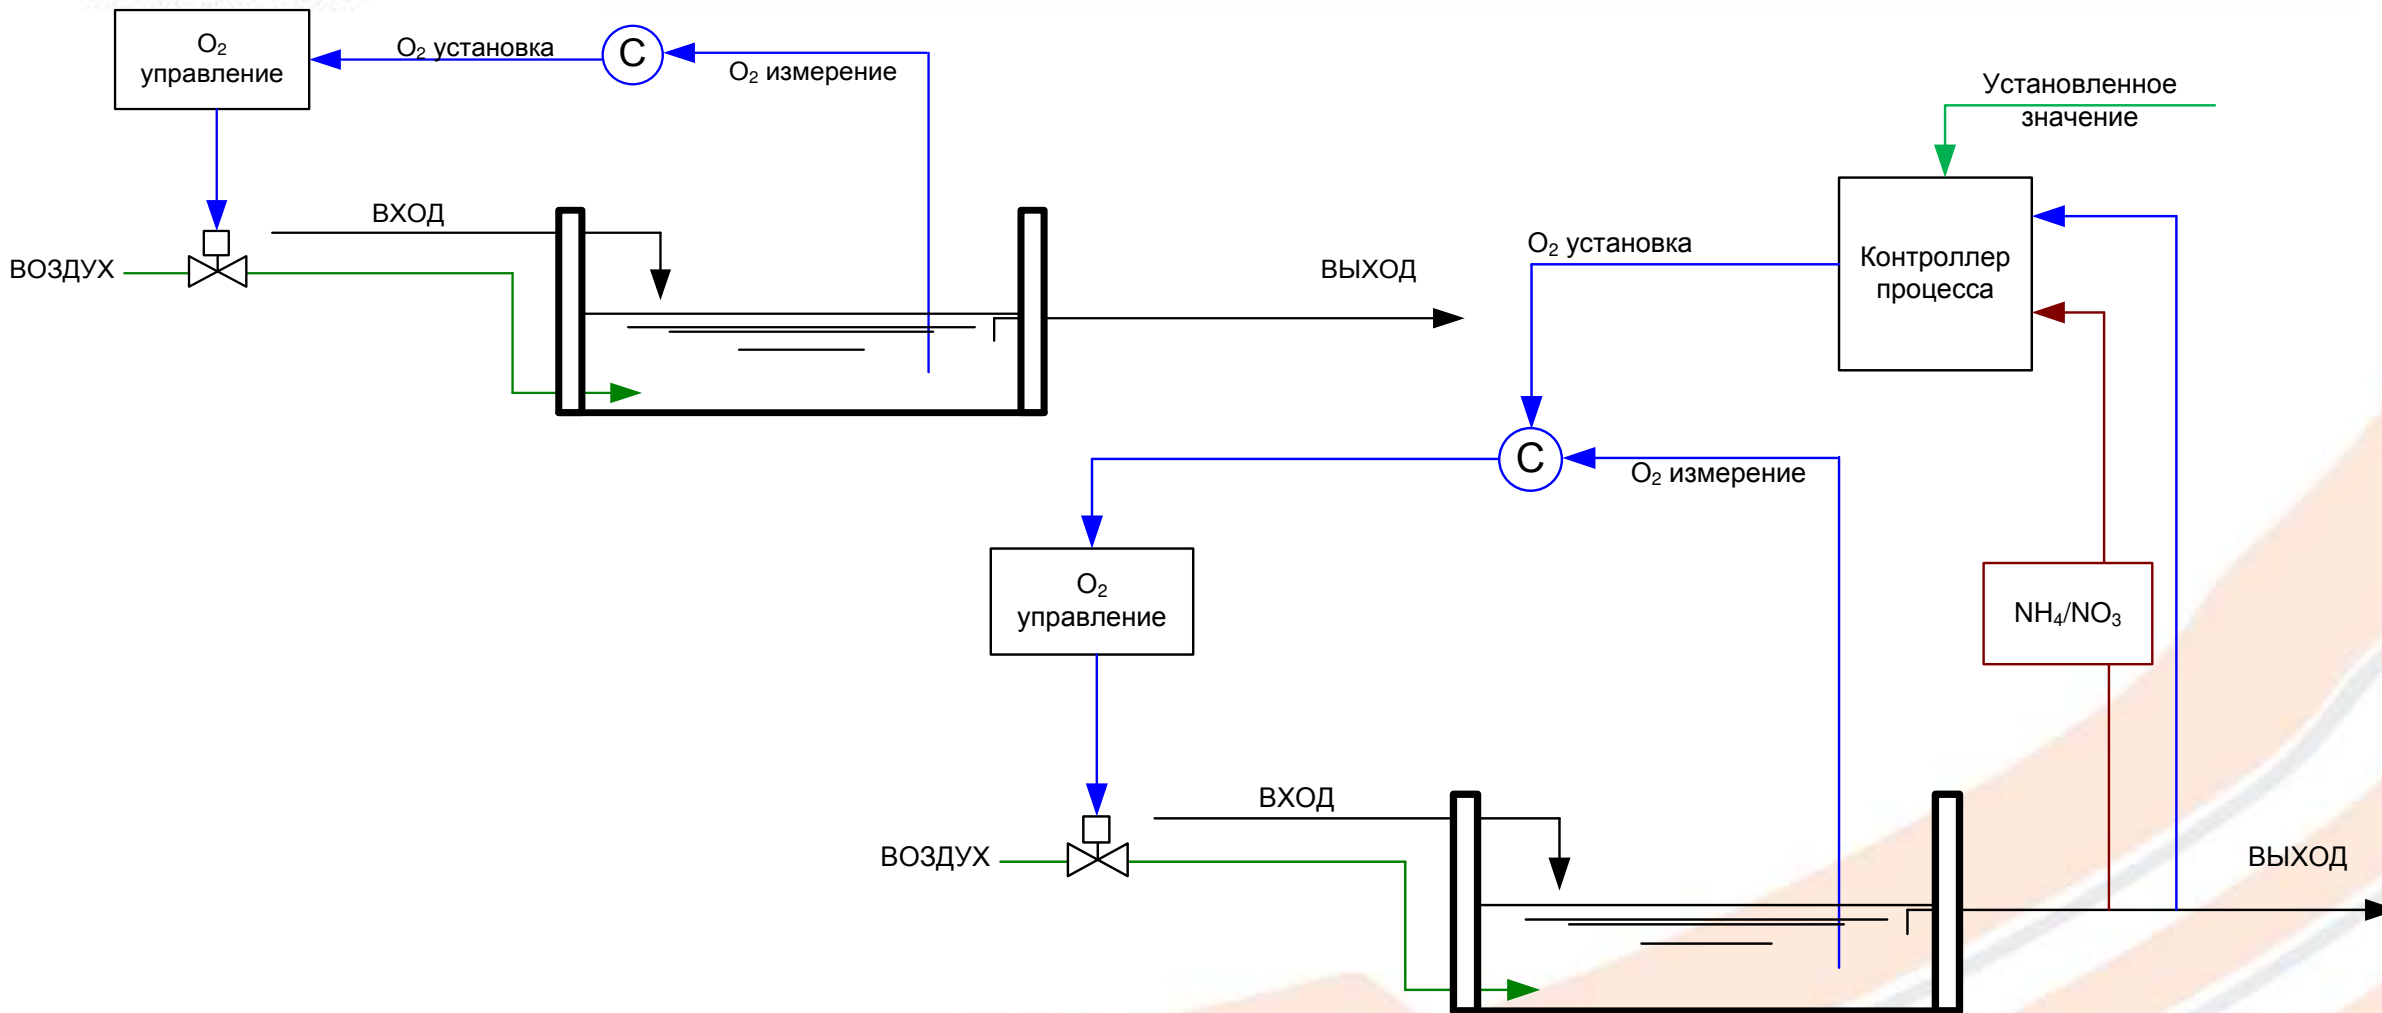 O₂
управление
O₂ установка
C
O₂ измерение
ВХОД
ВОЗДУХ
ВЫХОД
Установленное
значение
O₂ установка
Контроллер
процесса
C
O₂ измерение
O₂
управление
NH₄/NO₃
ВХОД
ВОЗДУХ
ВЫХОД